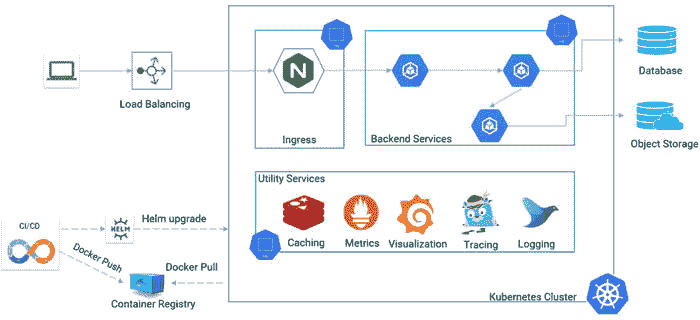 Load Balancing
N
Ingress
Backend Services
Database
Object Storage
Utility Services
Caching
Metrics
Visualization
Tracing
Logging
CI/CD
HELM
Helm upgrade
Docker Push
Docker Pull
Container Registry
Kubernetes Cluster